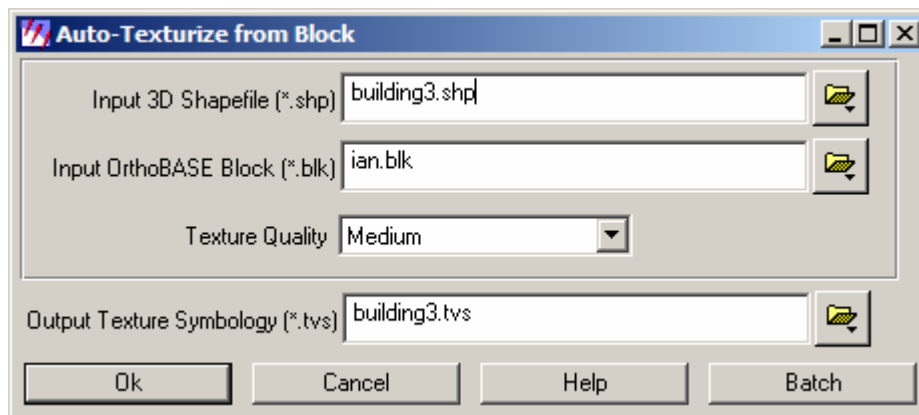 Auto-Texturize from Block
Input 3D Shapefile (*.shp) building3.shp
Input OrthoBASE Block (*.blk) ian.blk
Texture Quality Medium
Output Texture Symbology (*.tvs) building3.tvs
Ok Cancel Help Batch